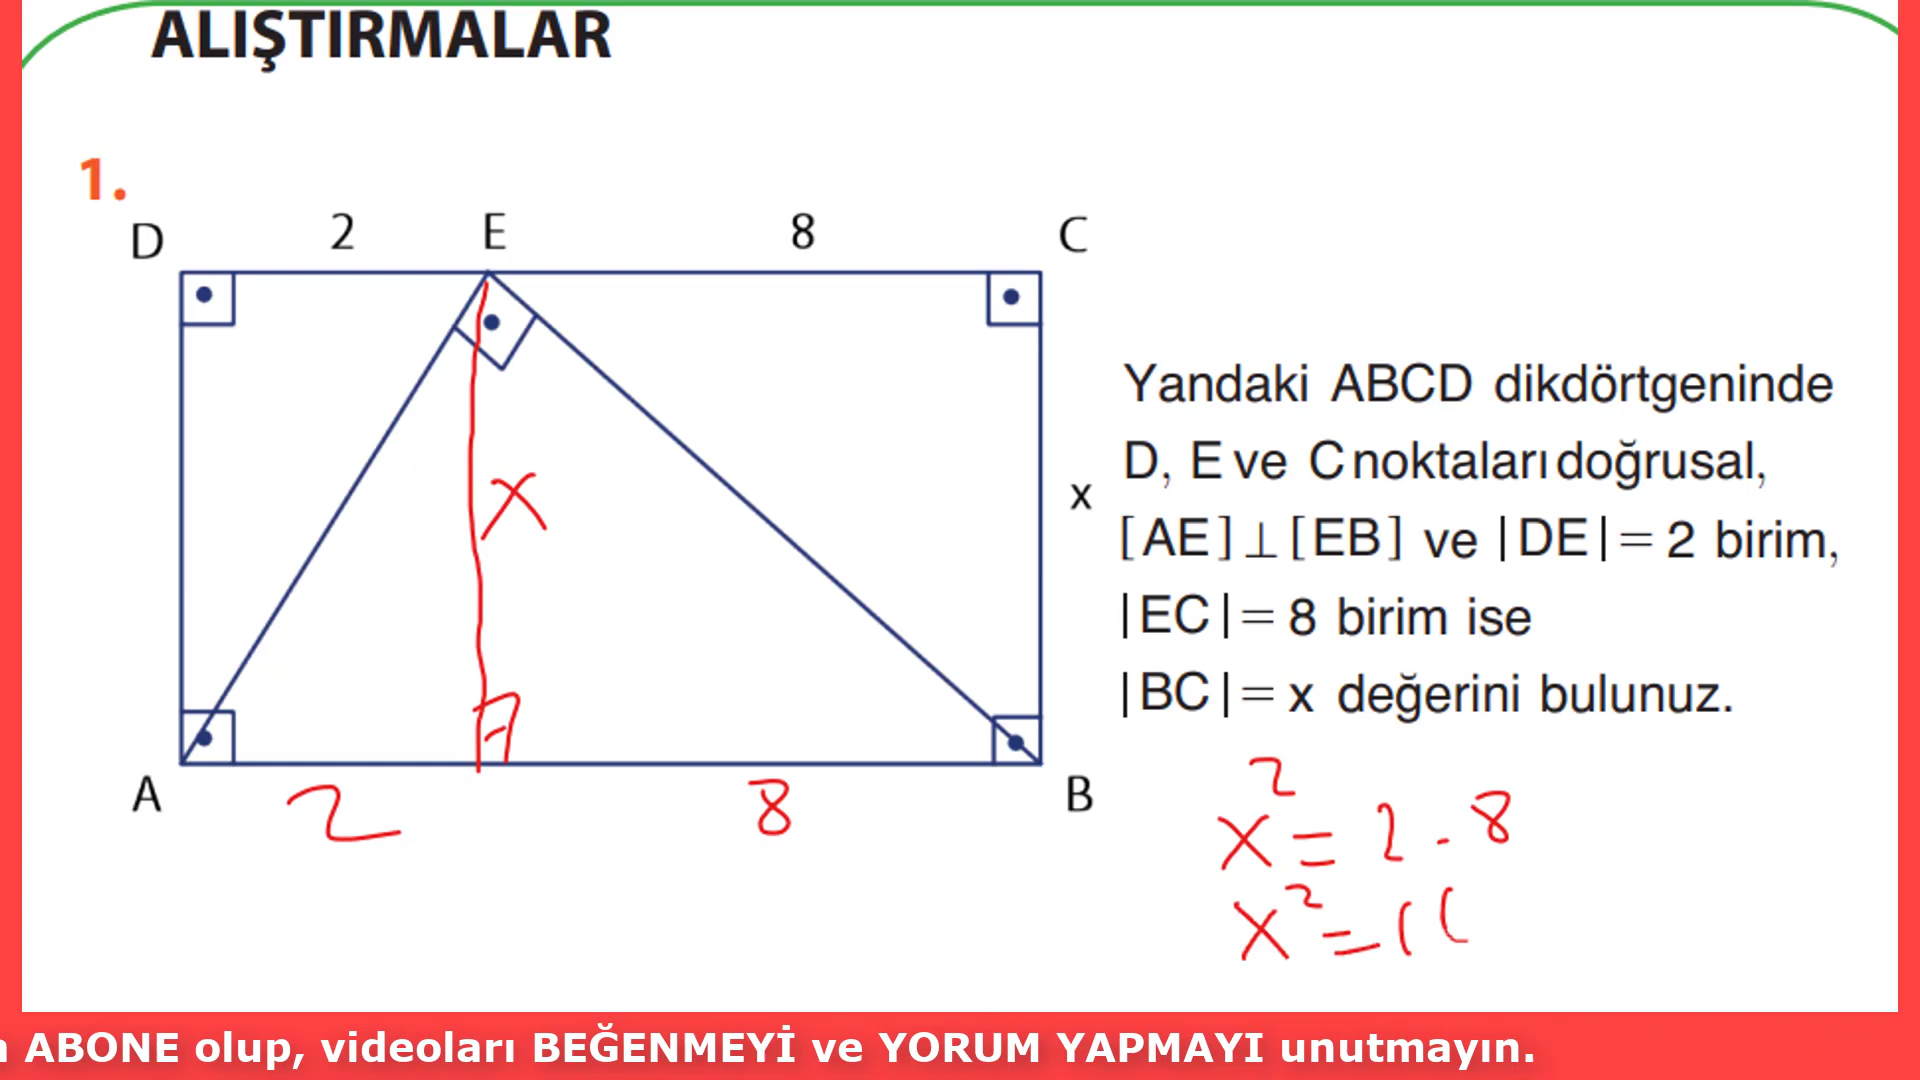 ALIŞTIRMALAR
1.
D 2 E 8 C
x
x
A 2 8 B
Yandaki ABCD dikdörtgeninde
D, E ve C noktaları doğrusal,
[AE]⊥[EB] ve |DE|= 2 birim,
|EC|= 8 birim ise
|BC|= x değerini bulunuz.
x² = 2 . 8
x² = 1
ABONE olup, videoları BEĞENMEYİ ve YORUM YAPMAYI unutmayın.